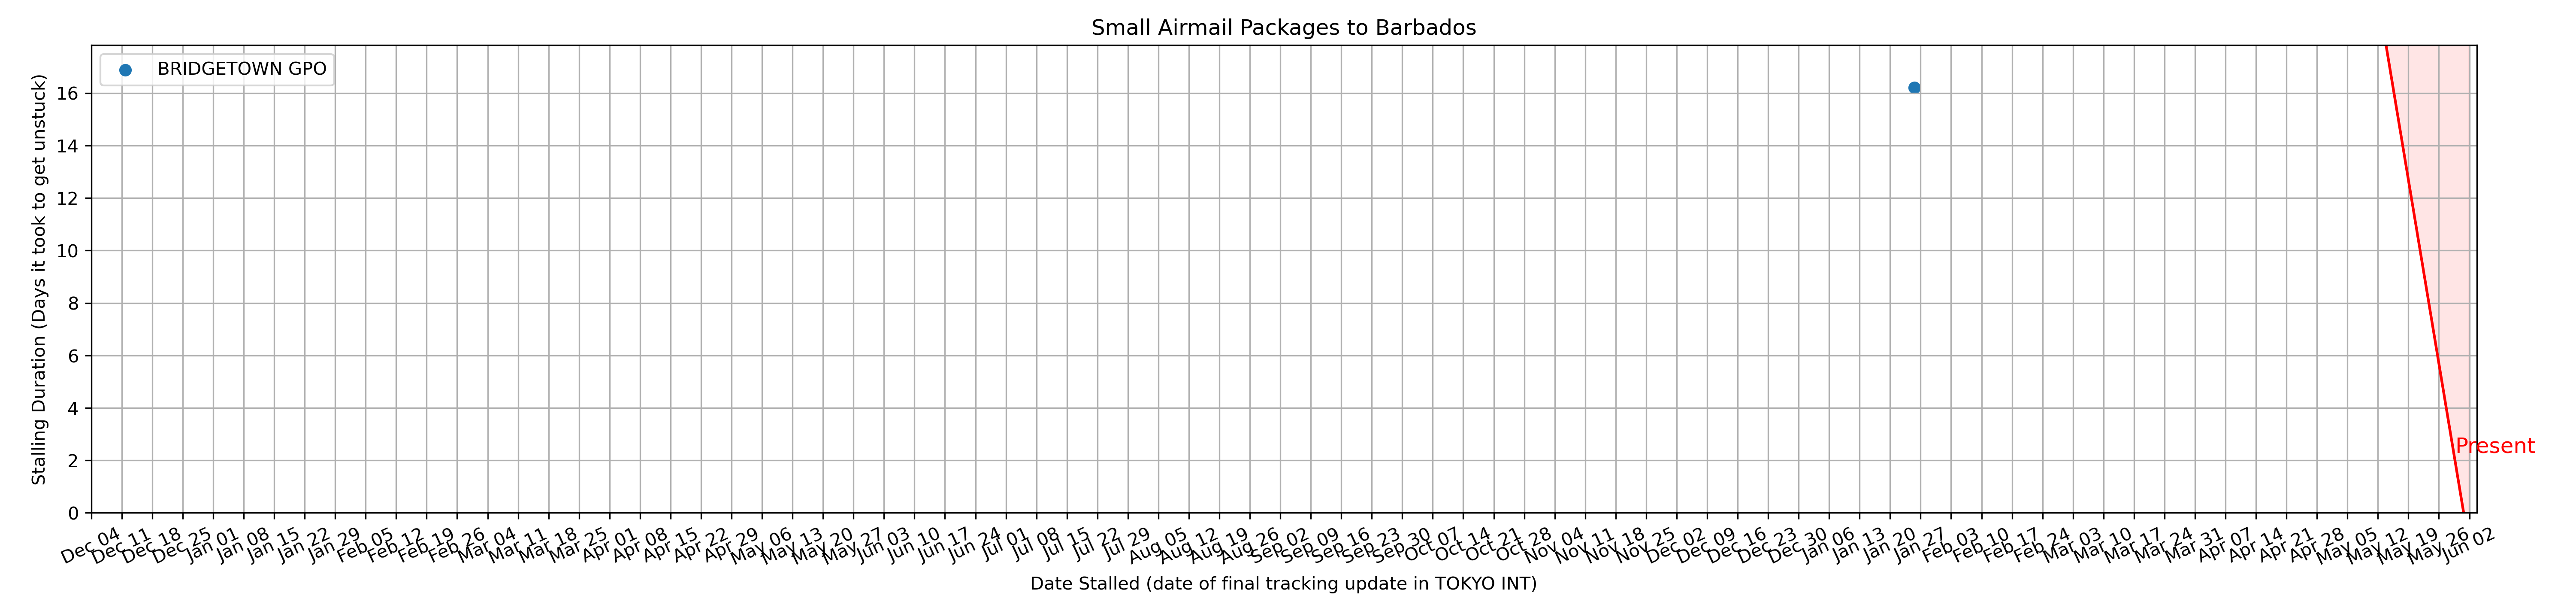 Small Airmail Packages to Barbados
BRIDGETOWN GPO
Stalling Duration (Days it took to get unstuck)
16
14
12
10
8
6
4
2
0
Present
Dec 04 Dec 11 Dec 18 Dec 25 Jan 01 Jan 08 Jan 15 Jan 22 Jan 29 Feb 05 Feb 12 Feb 19 Feb 26 Mar 04 Mar 11 Mar 18 Mar 25 Apr 01 Apr 08 Apr 15 Apr 22 Apr 29 May 06 May 13 May 20 May 27 Jun 03 Jun 10 Jun 17 Jun 24 Jul 01 Jul 08 Jul 15 Jul 22 Jul 29 Aug 05 Aug 12 Aug 19 Aug 26 Sep 02 Sep 09 Sep 16 Sep 23 Sep 30 Oct 07 Oct 14 Oct 21 Oct 28 Nov 04 Nov 11 Nov 18 Nov 25 Dec 02 Dec 09 Dec 16 Dec 23 Dec 30 Jan 06 Jan 13 Jan 20 Jan 27 Feb 03 Feb 10 Feb 17 Feb 24 Mar 03 Mar 10 Mar 17 Mar 24 Mar 31 Apr 07 Apr 14 Apr 21 Apr 28 May 05 May 12 May 19 May 26 Jun 02
Date Stalled (date of final tracking update in TOKYO INT)